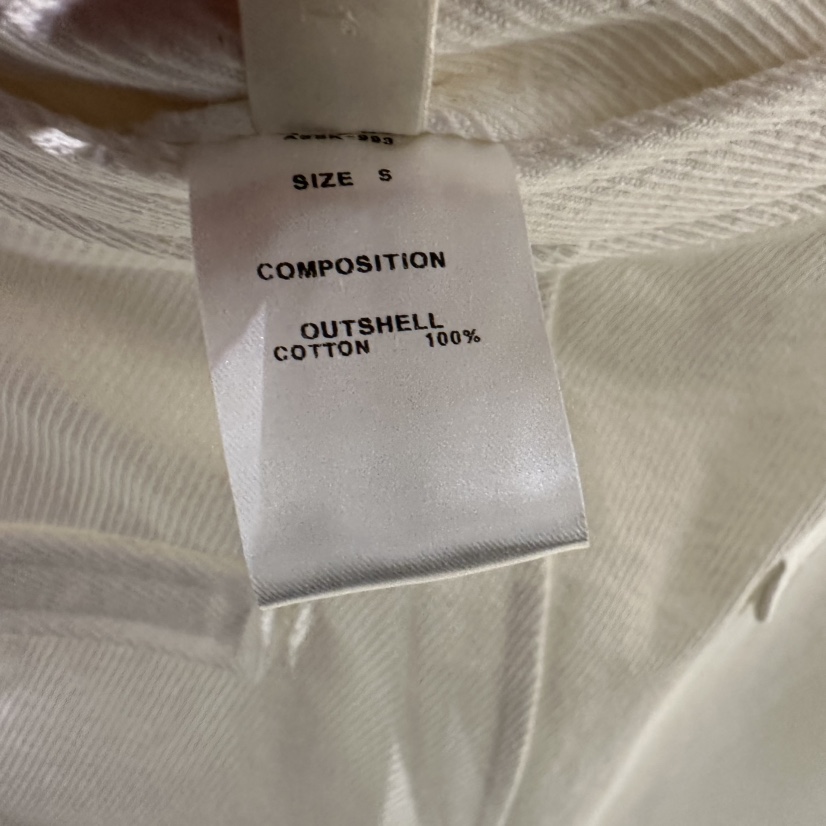 SIZE S
COMPOSITION
OUTSHELL
COTTON 100%